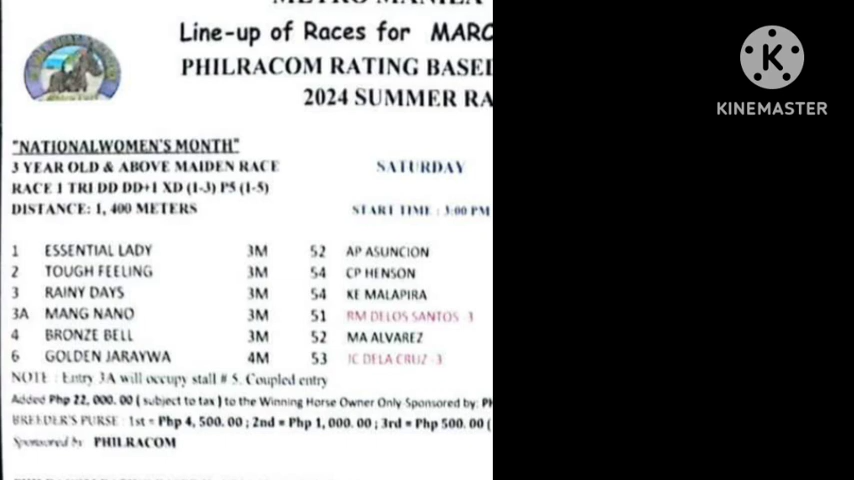 METRO MANILA
Line-up of Races for MARC
PHILRACOM RATING BASED
2024 SUMMER RA
"NATIONALWOMEN'S MONTH"
3 YEAR OLD & ABOVE MAIDEN RACE SATURDAY
RACE 1 TRI DD DD+1 XD (1-3) P5 (1-5)
DISTANCE: 1, 400 METERS START TIME : 3:00 PM
1 ESSENTIAL LADY 3M 52 AP ASUNCION
2 TOUGH FEELING 3M 54 CP HENSON
3 RAINY DAYS 3M 54 KE MALAPIRA
3A MANG NANO 3M 51 RM DELOS SANTOS -3
4 BRONZE BELL 3M 52 MA ALVAREZ
6 GOLDEN JARAYWA 4M 53 JC DELA CRUZ -3
NOTE : Entry 3A will occupy stall # 5. Coupled entry
Added Php 22, 000. 00 ( subject to tax ) to the Winning Horse Owner Only Sponsored by: PH
BREEDER'S PURSE : 1st = Php 4, 500. 00 ; 2nd = Php 1, 000. 00 ; 3rd = Php 500. 00 (
Sponsored by PHILRACOM
K
KINEMASTER